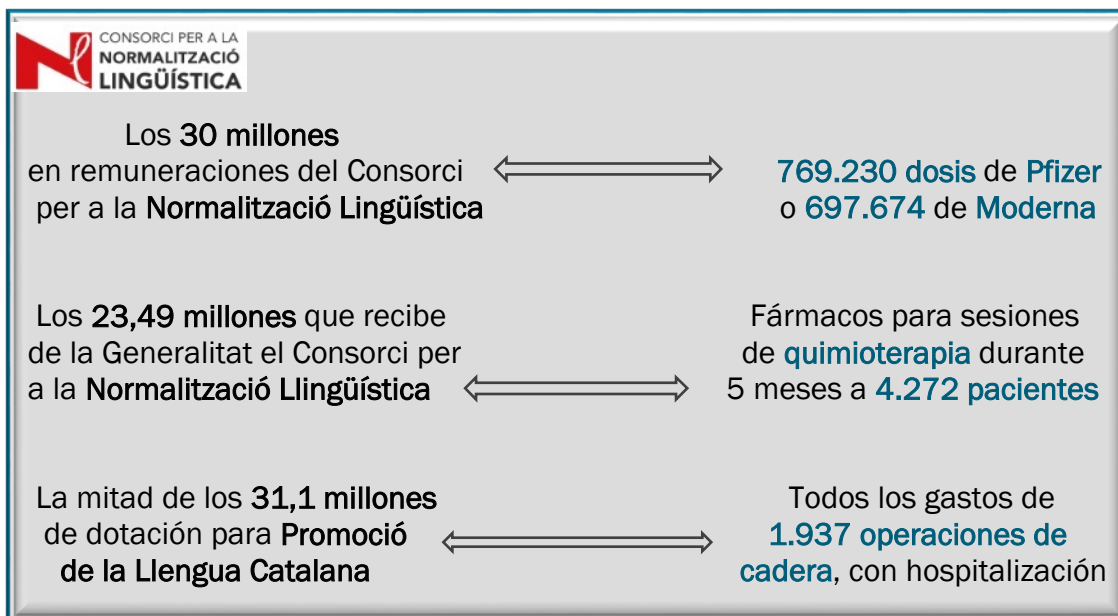 CONSORCI PER A LA
NORMALITZACIÓ
LINGÜÍSTICA
Los 30 millones
en remuneraciones del Consorci
per a la Normalització Lingüística
769.230 dosis de Pfizer
o 697.674 de Moderna
Los 23,49 millones que recibe
de la Generalitat el Consorci per
a la Normalització Llingüística
Fármacos para sesiones
de quimioterapia durante
5 meses a 4.272 pacientes
La mitad de los 31,1 millones
de dotación para Promoció
de la Llengua Catalana
Todos los gastos de
1.937 operaciones de
cadera, con hospitalización